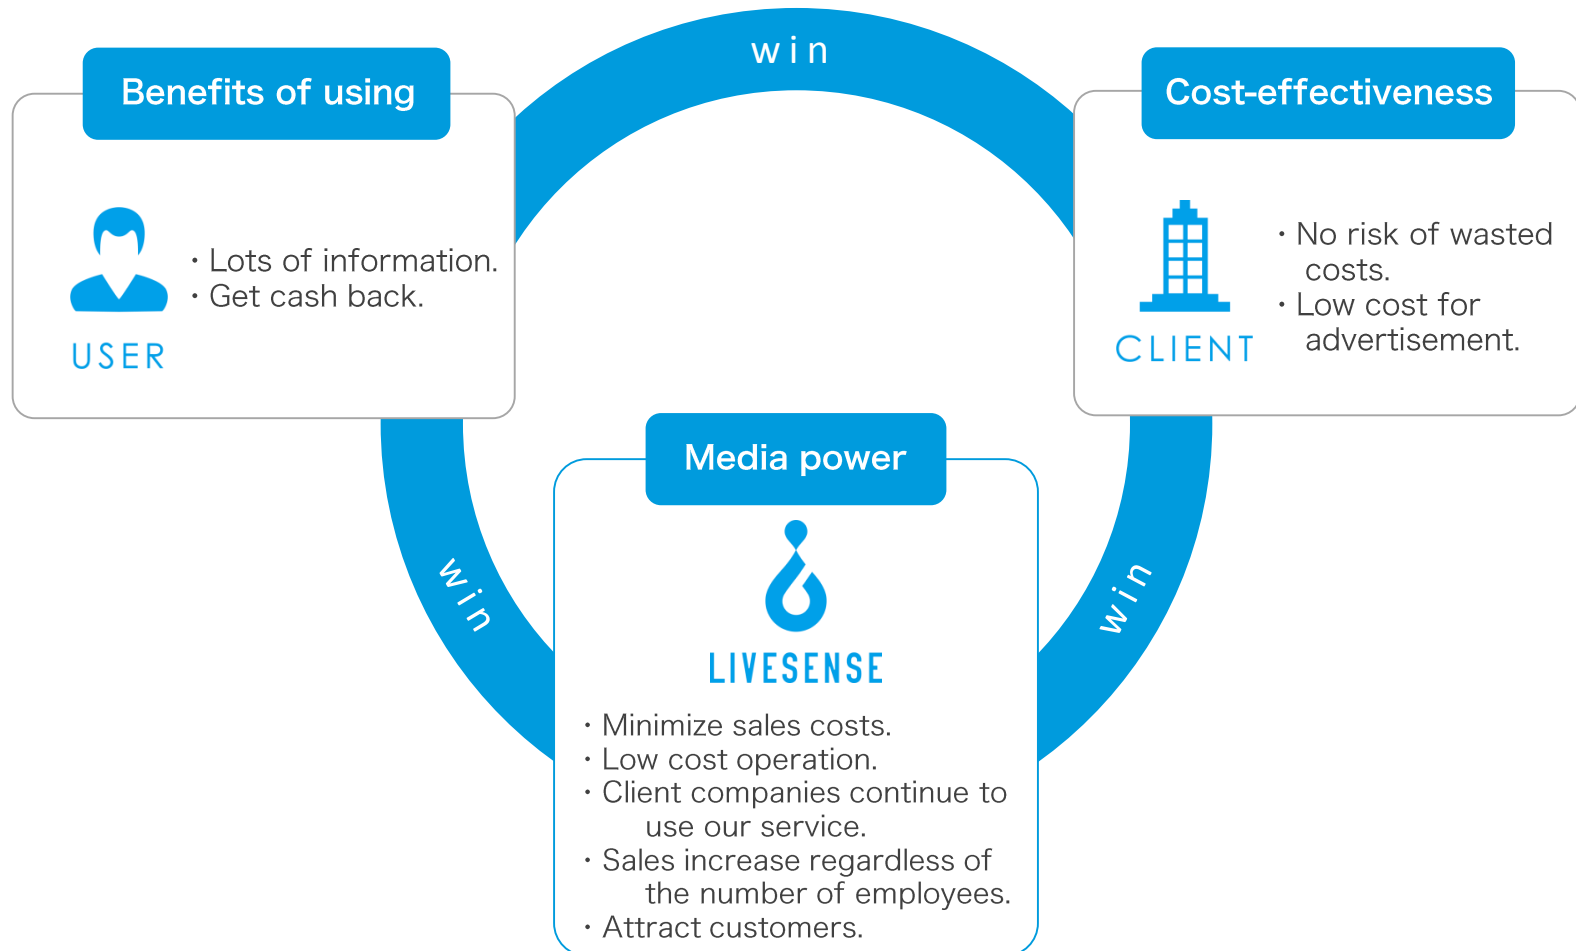 win
Benefits of using
・Lots of information.
・Get cash back.
USER
Cost-effectiveness
・No risk of wasted
costs.
・Low cost for
advertisement.
CLIENT
win
win
Media power
LIVESENSE
・Minimize sales costs.
・Low cost operation.
・Client companies continue to
use our service.
・Sales increase regardless of
the number of employees.
・Attract customers.